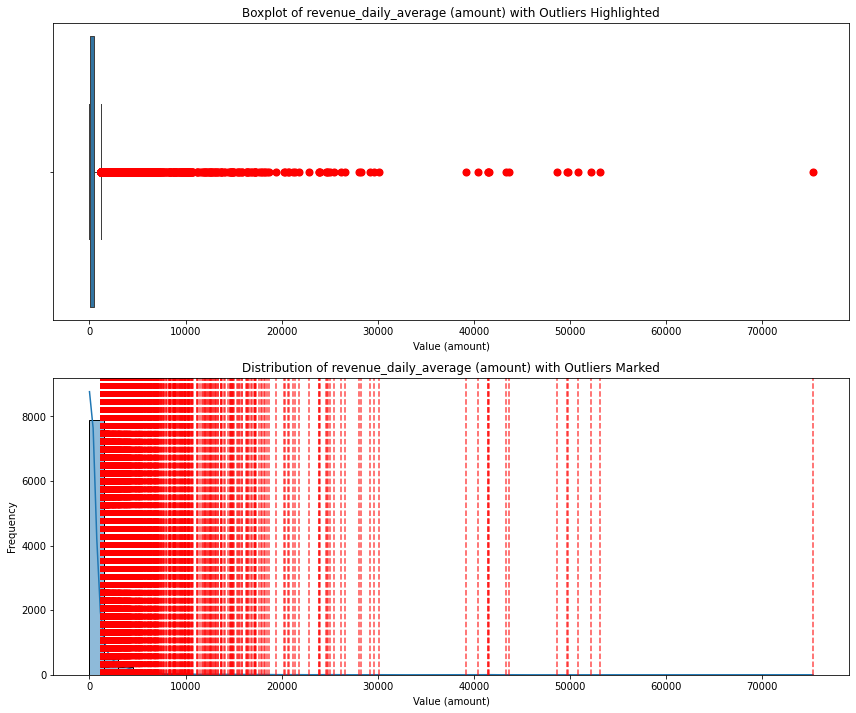 Boxplot of revenue_daily_average (amount) with Outliers Highlighted
0 10000 20000 30000 40000 50000 60000 70000
Value (amount)
Distribution of revenue_daily_average (amount) with Outliers Marked
8000
6000
Frequency
4000
2000
0
0 10000 20000 30000 40000 50000 60000 70000
Value (amount)